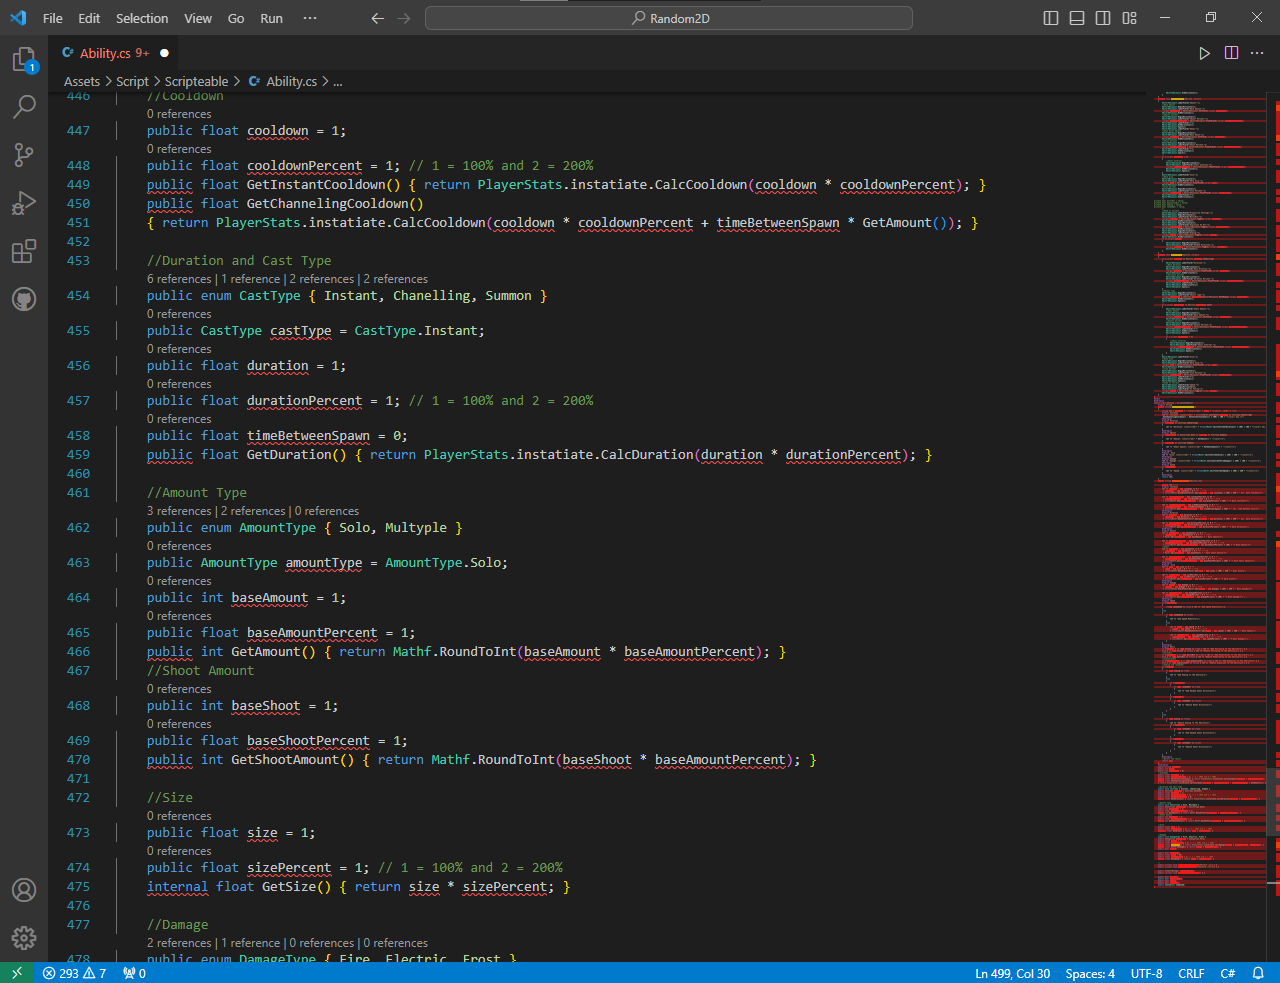 File Edit Selection View Go Run ··· Random2D
Ability.cs 9+
Assets > Script > Scripteable > Ability.cs > ...
446 //Cooldown
0 references
447 public float cooldown = 1;
0 references
448 public float cooldownPercent = 1; // 1 = 100% and 2 = 200%
449 public float GetInstantCooldown() { return PlayerStats.instatiate.CalcCooldown(cooldown * cooldownPercent); }
450 public float GetChannelingCooldown()
451 { return PlayerStats.instatiate.CalcCooldown(cooldown * cooldownPercent + timeBetweenSpawn * GetAmount()); }
452
453 //Duration and Cast Type
6 references | 1 reference | 2 references | 2 references
454 public enum CastType { Instant, Chanelling, Summon }
0 references
455 public CastType castType = CastType.Instant;
0 references
456 public float duration = 1;
0 references
457 public float durationPercent = 1; // 1 = 100% and 2 = 200%
0 references
458 public float timeBetweenSpawn = 0;
459 public float GetDuration() { return PlayerStats.instatiate.CalcDuration(duration * durationPercent); }
460
461 //Amount Type
3 references | 2 references | 0 references
462 public enum AmountType { Solo, Multyple }
0 references
463 public AmountType amountType = AmountType.Solo;
0 references
464 public int baseAmount = 1;
0 references
465 public float baseAmountPercent = 1;
466 public int GetAmount() { return Mathf.RoundToInt(baseAmount * baseAmountPercent); }
467 //Shoot Amount
0 references
468 public int baseShoot = 1;
0 references
469 public float baseShootPercent = 1;
470 public int GetShootAmount() { return Mathf.RoundToInt(baseShoot * baseAmountPercent); }
471
472 //Size
0 references
473 public float size = 1;
0 references
474 public float sizePercent = 1; // 1 = 100% and 2 = 200%
475 internal float GetSize() { return size * sizePercent; }
476
477 //Damage
2 references | 1 reference | 0 references | 0 references
478 public enum DamageType { Fire, Electric, Frost }
1
293 7 0 Ln 499, Col 30 Spaces: 4 UTF-8 CRLF C#